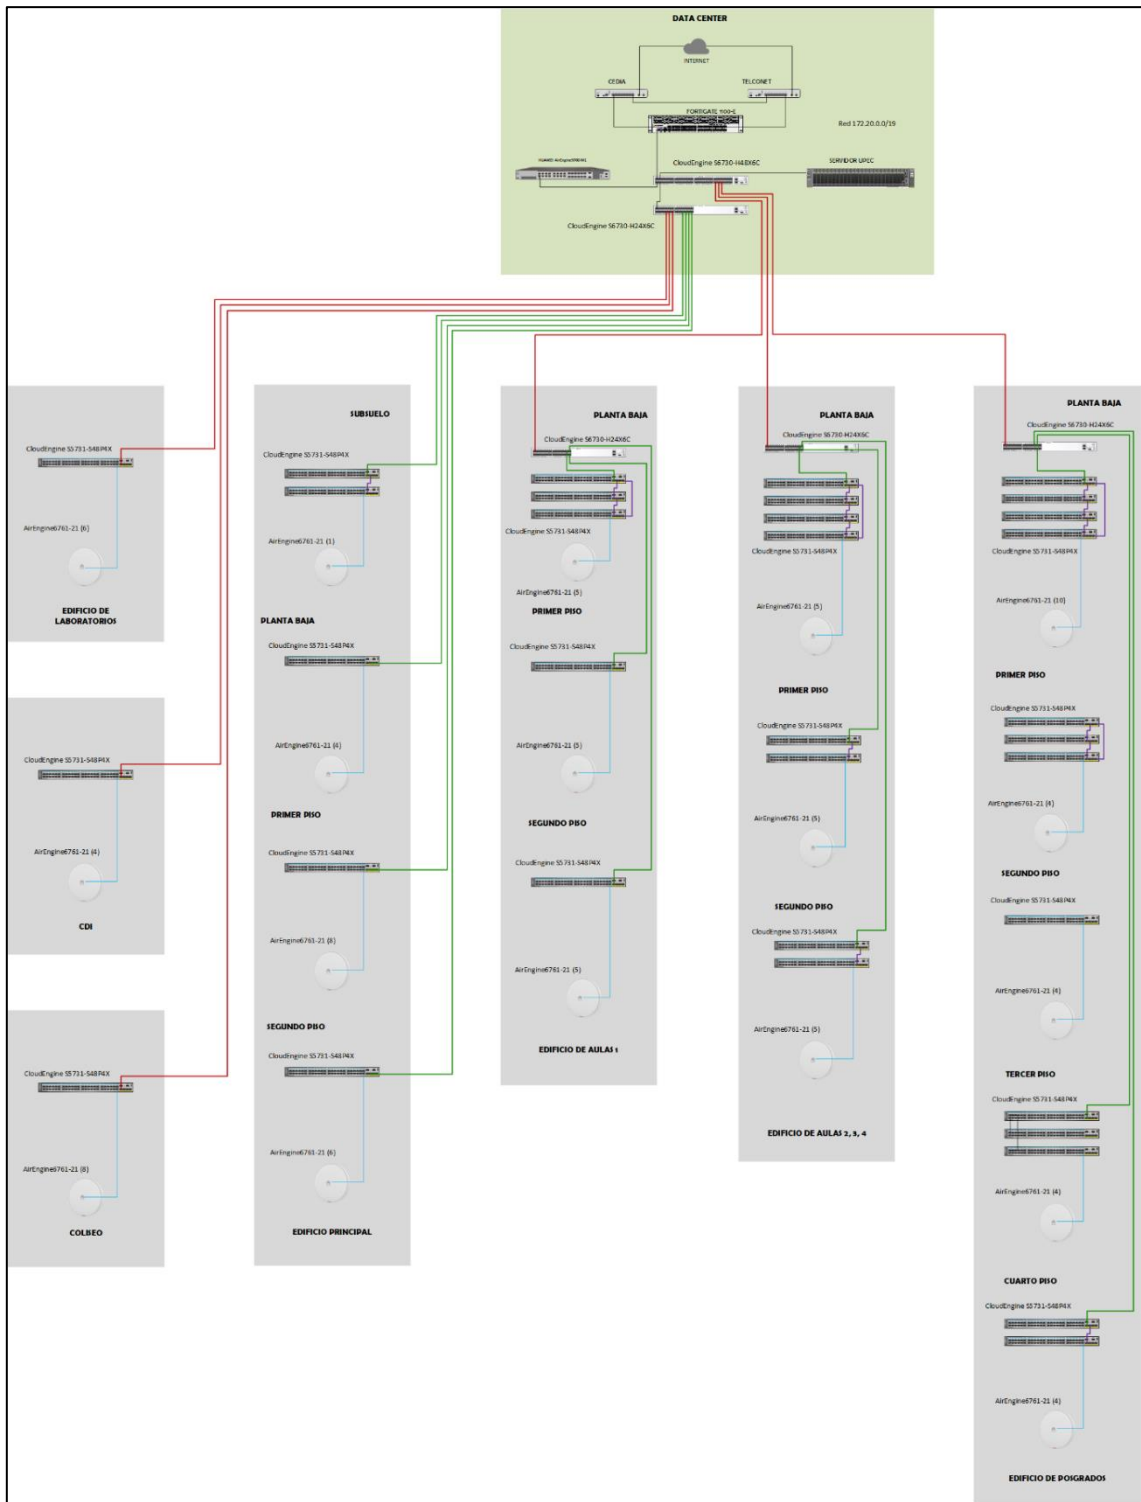 DATA CENTER
INTERNET
CEDIA
TELCONET
Red 172.20.0.0/19
CloudEngine S6730-H48X6C
SERVIDOR UPEC
CloudEngine S6730-H24X6C
CloudEngine S5731-S48P4X
AirEngine6761-21 (6)
EDIFICIO DE
LABORATORIOS
CloudEngine S5731-S48P4X
AirEngine6761-21 (4)
CDI
CloudEngine S5731-S48P4X
AirEngine6761-21 (8)
COLISEO
SUBSUELO
CloudEngine S5731-S48P4X
AirEngine6761-21 (1)
PLANTA BAJA
CloudEngine S5731-S48P4X
AirEngine6761-21 (4)
PRIMER PISO
CloudEngine S5731-S48P4X
AirEngine6761-21 (8)
SEGUNDO PISO
CloudEngine S5731-S48P4X
AirEngine6761-21 (6)
EDIFICIO PRINCIPAL
PLANTA BAJA
CloudEngine S6730-H24X6C
CloudEngine S5731-S48P4X
AirEngine6761-21 (5)
PRIMER PISO
CloudEngine S5731-S48P4X
AirEngine6761-21 (5)
SEGUNDO PISO
CloudEngine S5731-S48P4X
AirEngine6761-21 (5)
EDIFICIO DE AULAS 1
PLANTA BAJA
CloudEngine S6730-H24X6C
CloudEngine S5731-S48P4X
AirEngine6761-21 (5)
PRIMER PISO
CloudEngine S5731-S48P4X
AirEngine6761-21 (5)
SEGUNDO PISO
CloudEngine S5731-S48P4X
AirEngine6761-21 (5)
EDIFICIO DE AULAS 2, 3, 4
PLANTA BAJA
CloudEngine S6730-H24X6C
CloudEngine S5731-S48P4X
AirEngine6761-21 (10)
PRIMER PISO
CloudEngine S5731-S48P4X
AirEngine6761-21
SEGUNDO PISO
CloudEngine S5731-S48P4X
AirEngine6761-21 (4)
TERCER PISO
CloudEngine S5731-S48P4X
AirEngine6761-21 (4)
CUARTO PISO
CloudEngine S5731-S48P4X
AirEngine6761-21 (4)
EDIFICIO DE POSGRADOS